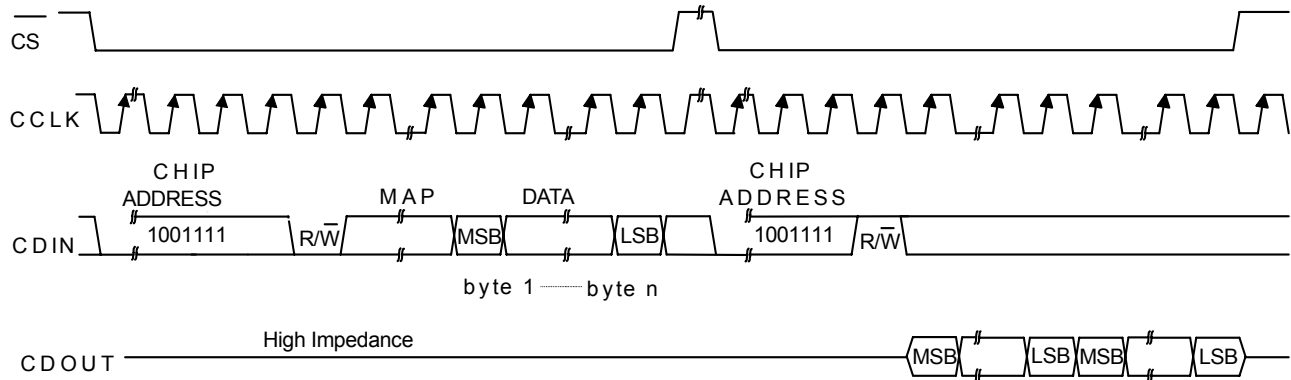 C̅S̅
CCLK
CHIP
ADDRESS
MAP
DATA
CHIP
ADDRESS
CDIN
1001111
R/W̅
MSB
LSB
1001111
R/W̅
byte 1 ........ byte n
High Impedance
CDOUT
MSB
LSB
MSB
LSB